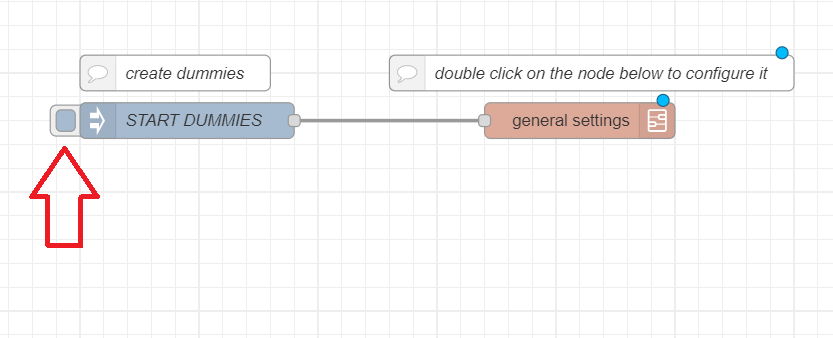 create dummies
double click on the node below to configure it
START DUMMIES
general settings